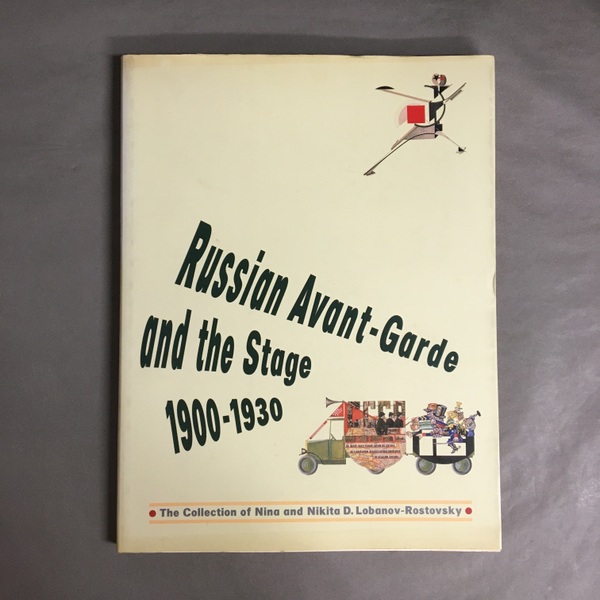 Russian Avant-Garde
and the Stage
1900-1930
The Collection of Nina and Nikita D. Lobanov-Rostovsky